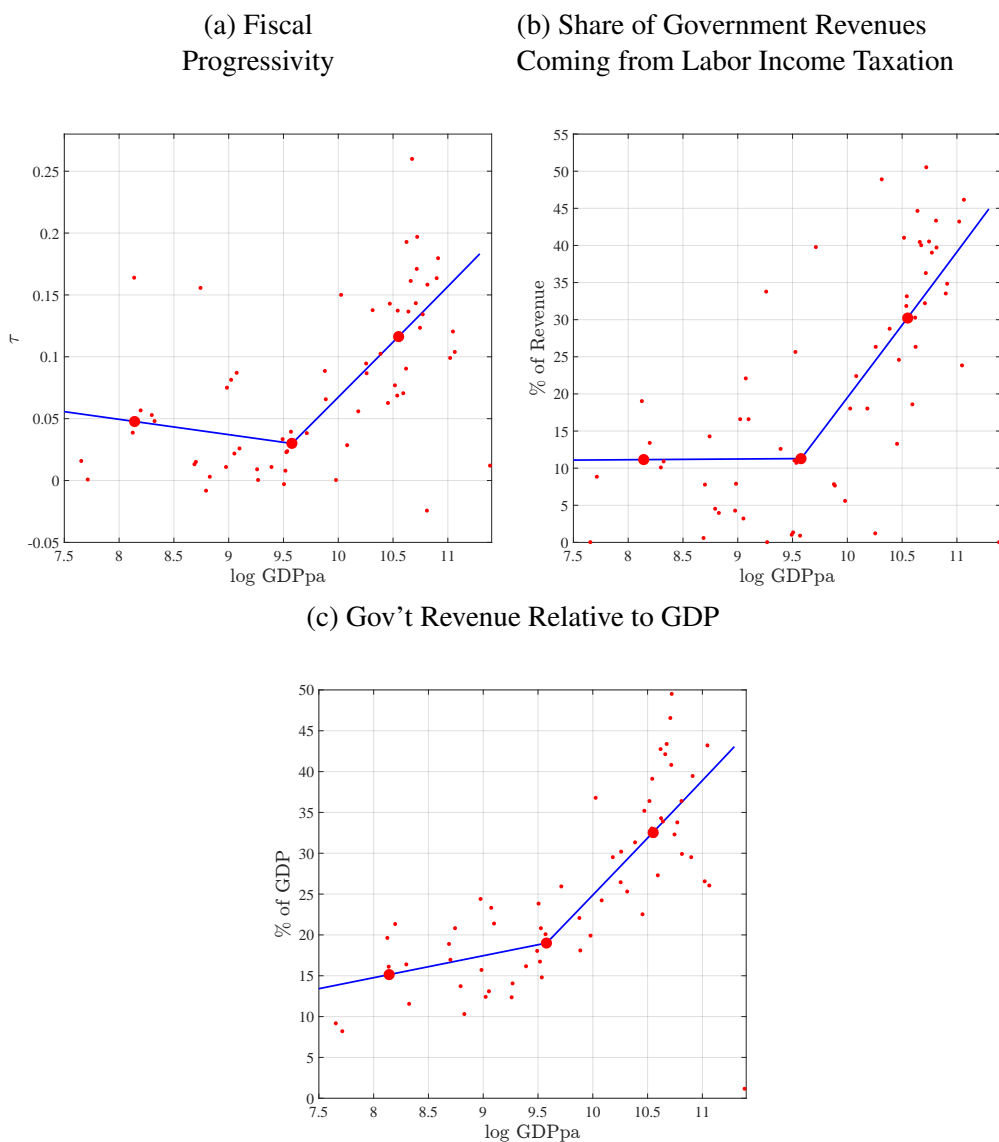 (a) Fiscal
Progressivity
(b) Share of Government Revenues
Coming from Labor Income Taxation
0.25
0.2
0.15
0.1
0.05
0
-0.05
τ
7.5 8 8.5 9 9.5 10 10.5 11
log GDPpa
55
50
45
40
35
30
25
20
15
10
5
0
% of Revenue
7.5 8 8.5 9 9.5 10 10.5 11
log GDPpa
(c) Gov't Revenue Relative to GDP
50
45
40
35
30
25
20
15
10
5
0
% of GDP
7.5 8 8.5 9 9.5 10 10.5 11
log GDPpa